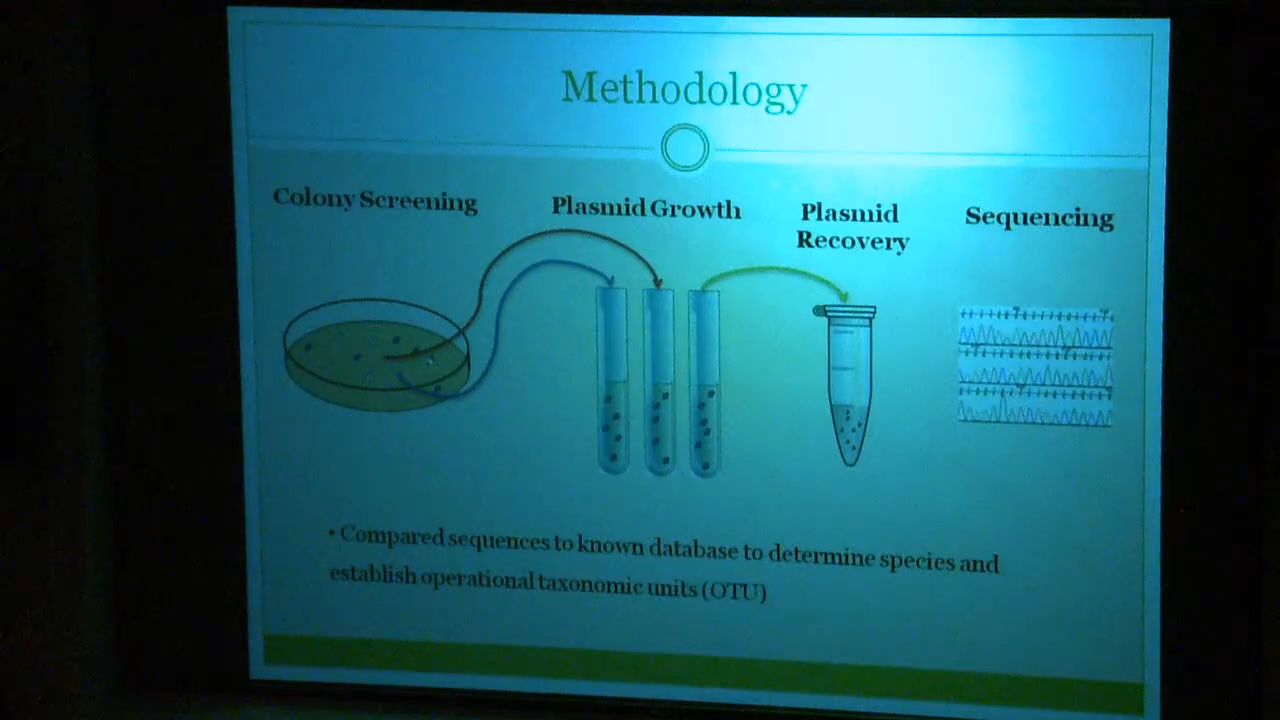 Methodology
Colony Screening
Plasmid Growth
Plasmid
Recovery
Sequencing
• Compared sequences to known database to determine species and
establish operational taxonomic units (OTU)